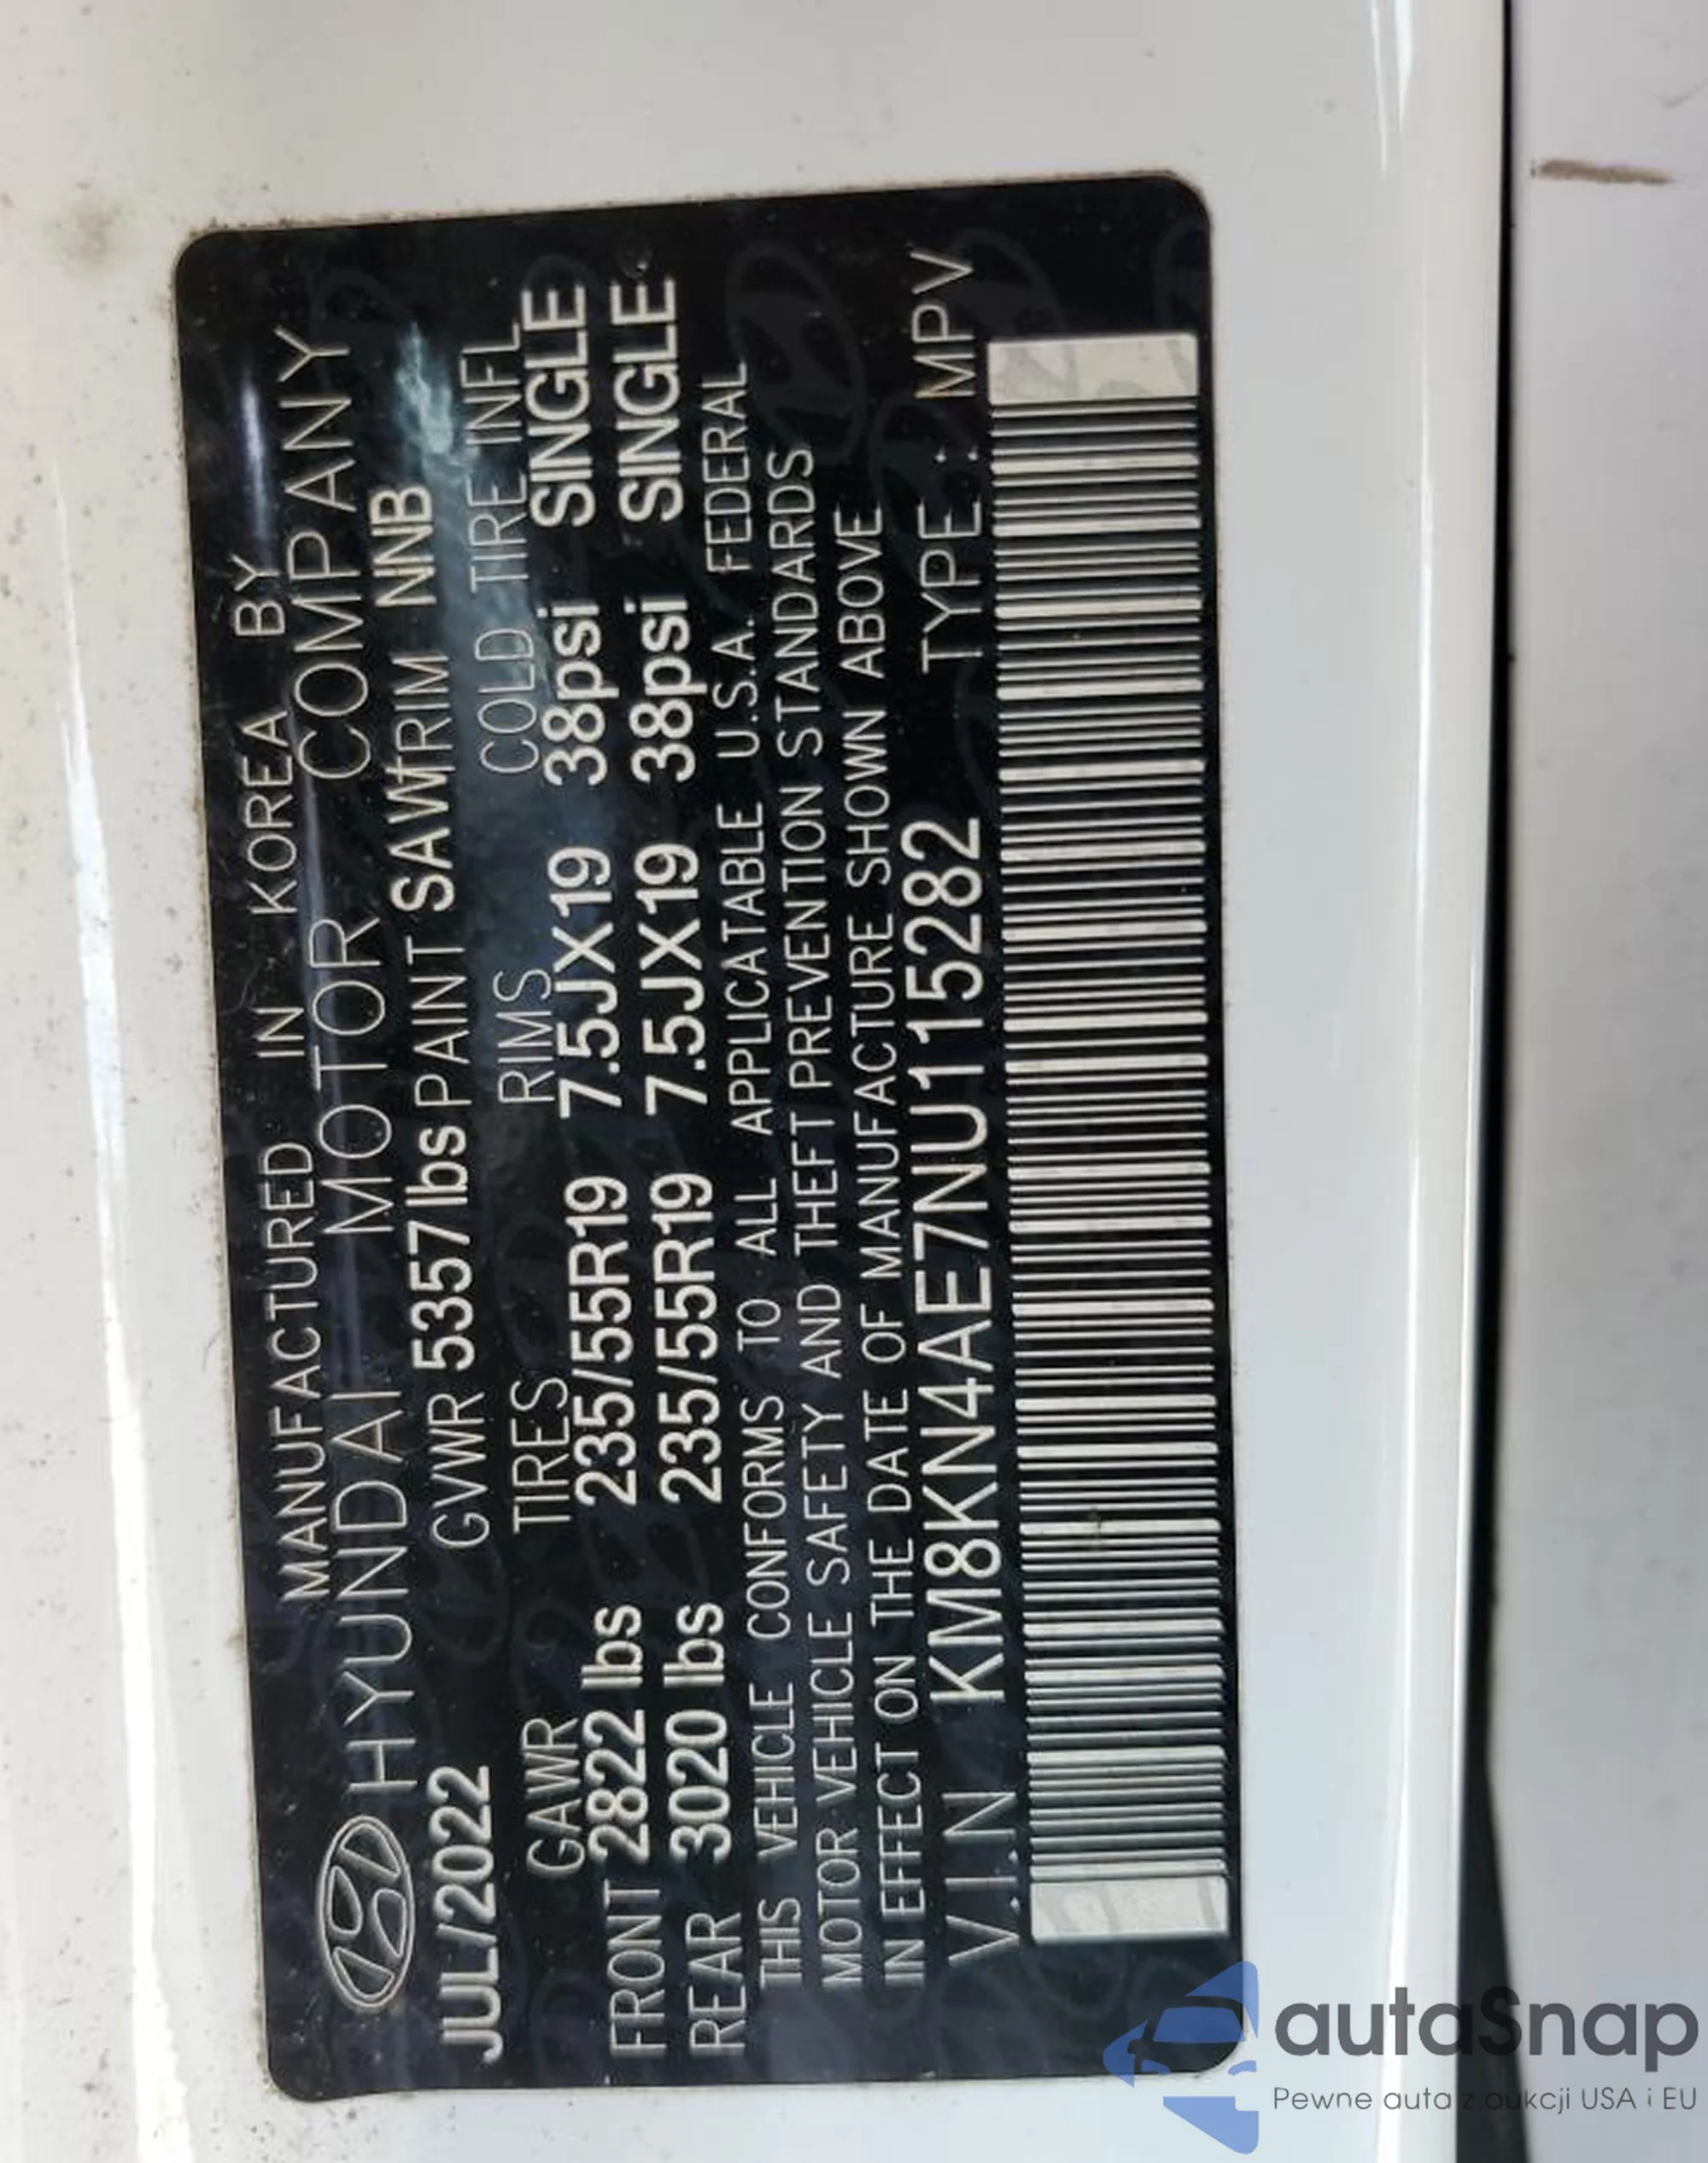 MANUFACTURED IN KOREA BY
HYUNDAI MOTOR COMPANY
JUL/2022 GVWR 5357 lbs PAINT SAW TRIM NNB
GAWR TIRES RIMS COLD TIRE INFL
FRONT 2822 lbs 235/55R19 7.5JX19 38psi SINGLE
REAR 3020 lbs 235/55R19 7.5JX19 38psi SINGLE
THIS VEHICLE CONFORMS TO ALL APPLICATABLE U.S.A. FEDERAL
MOTOR VEHICLE SAFETY AND THEFT PREVENTION STANDARDS
IN EFFECT ON THE DATE OF MANUFACTURE SHOWN ABOVE
V.I.N KM8KN4AE7NU115282 TYPE : MPV
autaSnap
Pewne auta z aukcji USA i EU